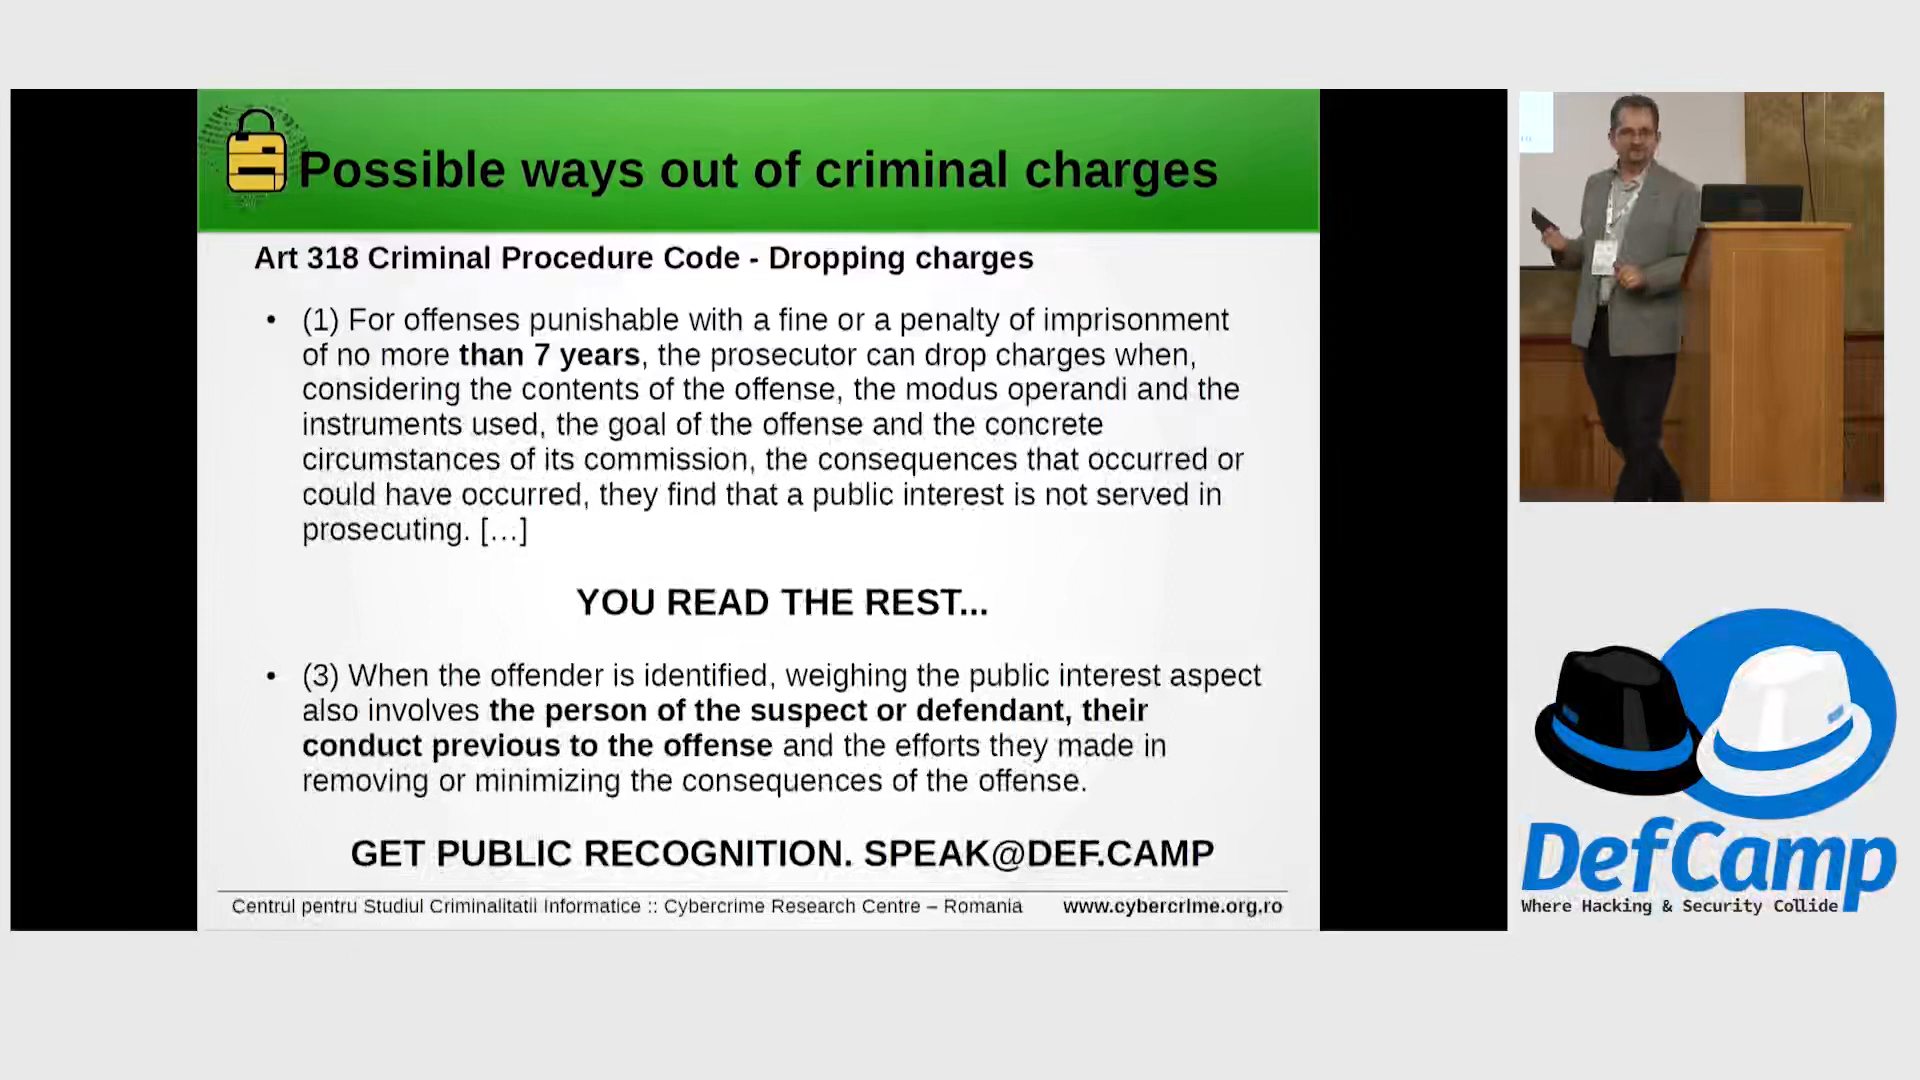 Possible ways out of criminal charges
Art 318 Criminal Procedure Code - Dropping charges
• (1) For offenses punishable with a fine or a penalty of imprisonment
of no more than 7 years, the prosecutor can drop charges when,
considering the contents of the offense, the modus operandi and the
instruments used, the goal of the offense and the concrete
circumstances of its commission, the consequences that occurred or
could have occurred, they find that a public interest is not served in
prosecuting. […]
YOU READ THE REST...
• (3) When the offender is identified, weighing the public interest aspect
also involves the person of the suspect or defendant, their
conduct previous to the offense and the efforts they made in
removing or minimizing the consequences of the offense.
GET PUBLIC RECOGNITION. SPEAK@DEF.CAMP
Centrul pentru Studiul Criminalitatii Informatice :: Cybercrime Research Centre – Romania www.cybercrime.org.ro
DefCamp
Where Hacking & Security Collide